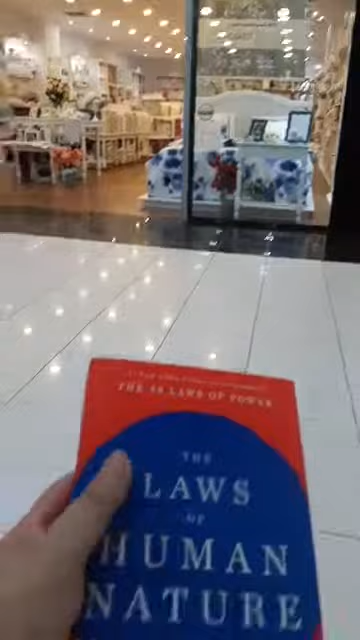 THE 48 LAWS OF POWER
THE
LAWS
OF
HUMAN
NATURE